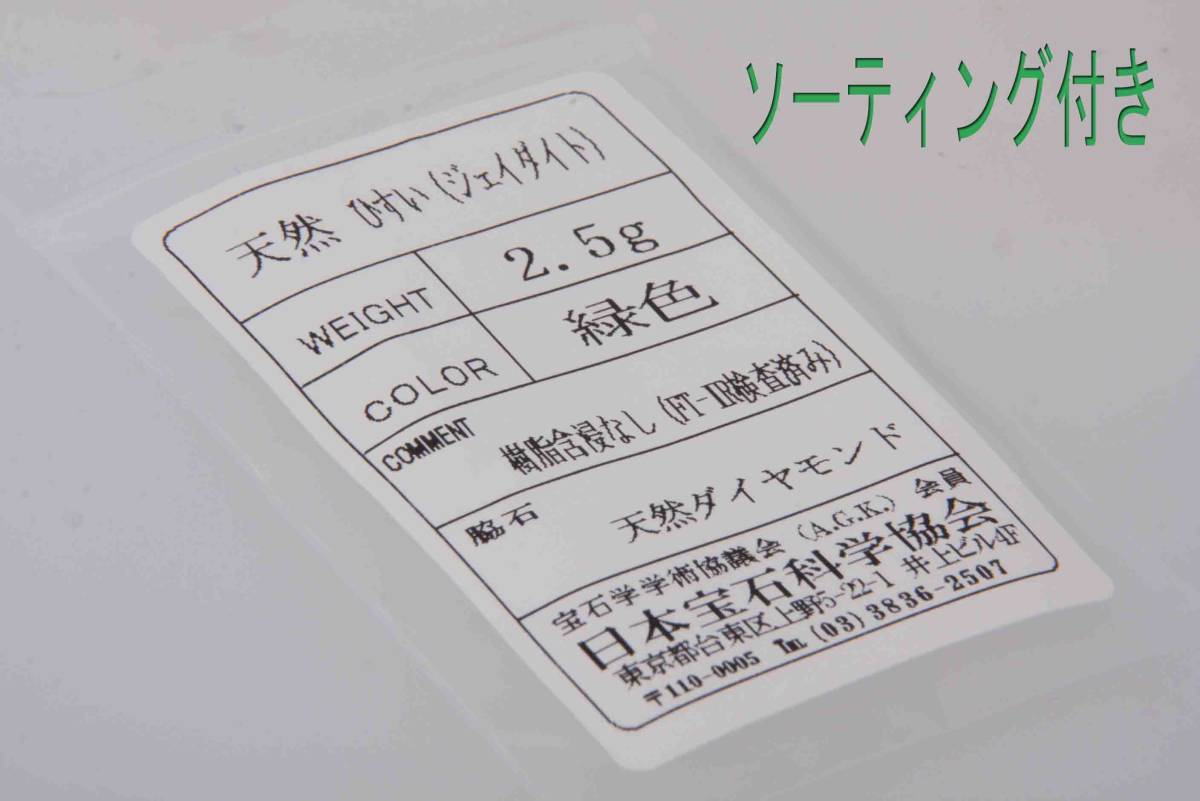 ソーティング付き
天然 ひすい(ジェイダイト)
WEIGHT 2.5g
COLOR 緑色
COMMENT 樹脂含浸なし(FT-IR検査済み)
脇石 天然ダイヤモンド
宝石学学術協議会(A.G.K.)会員
日本宝石科学協会
東京都台東区上野5-22-1 井上ビル4F
〒110-0005 TEL (03)3836-2507